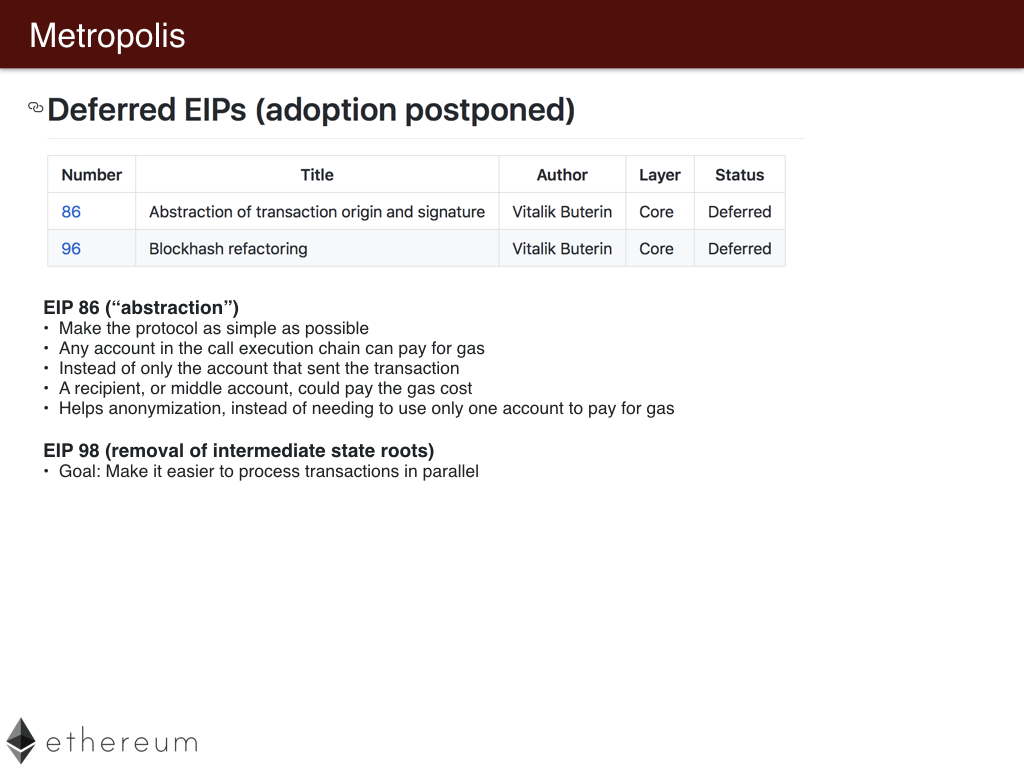 Metropolis
Deferred EIPs (adoption postponed)
Number Title Author Layer Status
86 Abstraction of transaction origin and signature Vitalik Buterin Core Deferred
96 Blockhash refactoring Vitalik Buterin Core Deferred
EIP 86 (“abstraction”)
• Make the protocol as simple as possible
• Any account in the call execution chain can pay for gas
• Instead of only the account that sent the transaction
• A recipient, or middle account, could pay the gas cost
• Helps anonymization, instead of needing to use only one account to pay for gas
EIP 98 (removal of intermediate state roots)
• Goal: Make it easier to process transactions in parallel
ethereum